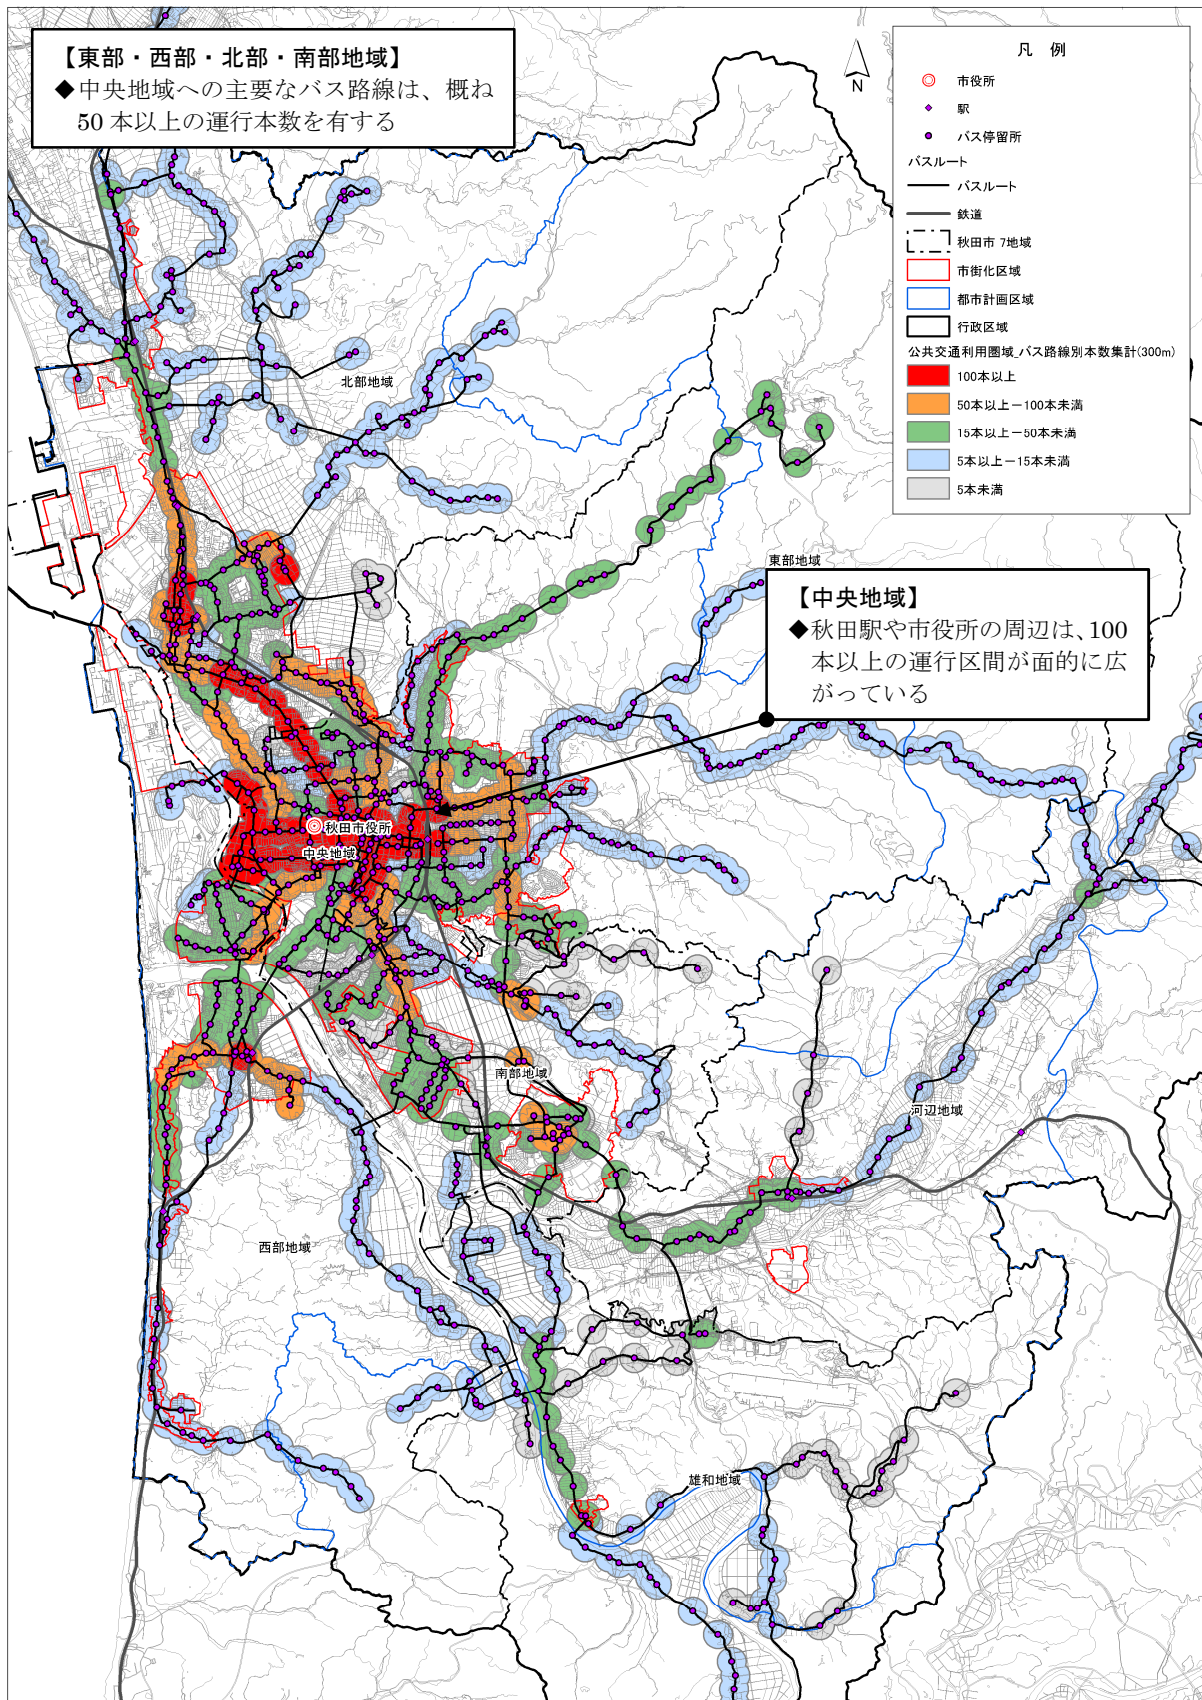 【東部・西部・北部・南部地域】
◆中央地域への主要なバス路線は、概ね
50本以上の運行本数を有する
N
凡 例
市役所
駅
バス停留所
バスルート
バスルート
鉄道
秋田市 7地域
市街化区域
都市計画区域
行政区域
公共交通利用圏域_バス路線別本数集計(300m)
100本以上
50本以上－100本未満
15本以上－50本未満
5本以上－15本未満
5本未満
北部地域
東部地域
【中央地域】
◆秋田駅や市役所の周辺は、100
本以上の運行区間が面的に広
がっている
秋田市役所
中央地域
南部地域
河辺地域
西部地域
雄和地域